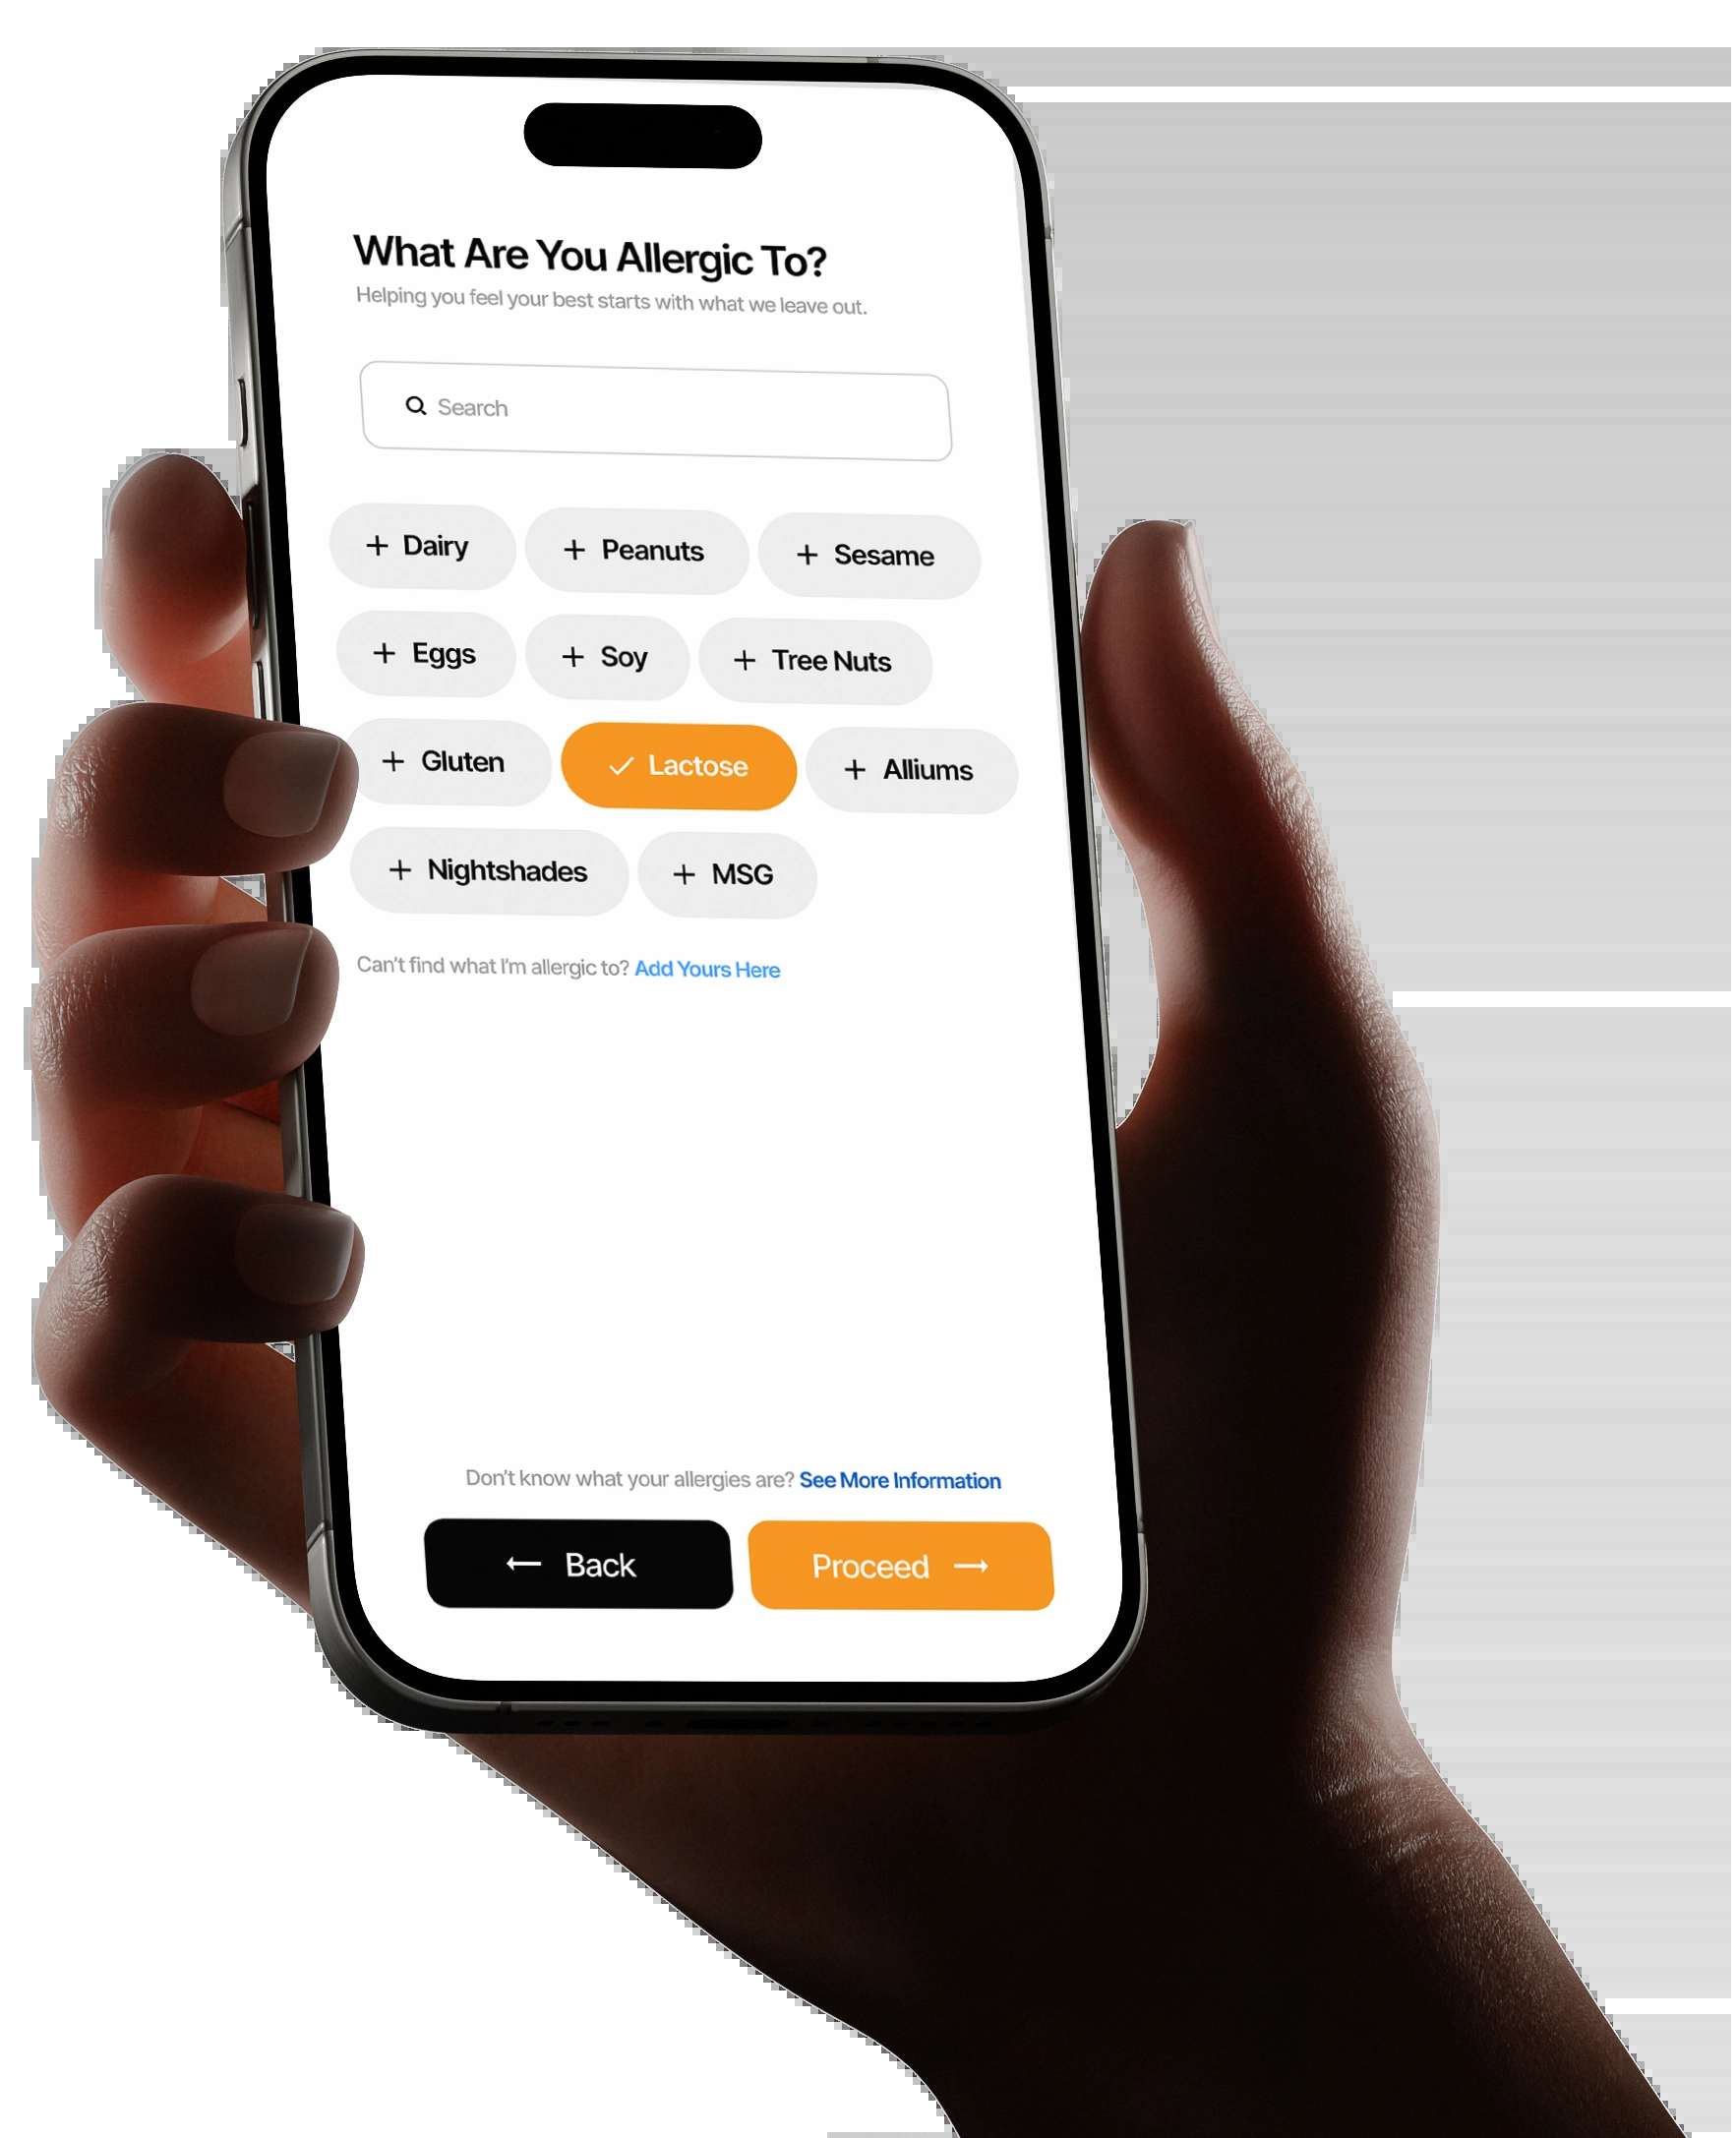 What Are You Allergic To?
Helping you feel your best starts with what we leave out.
Search
Dairy Peanuts Sesame
Eggs Soy Tree Nuts
Gluten Lactose Alliums
Nightshades MSG
Can't find what I'm allergic to? Add Yours Here
Don't know what your allergies are? See More Information
Back Proceed